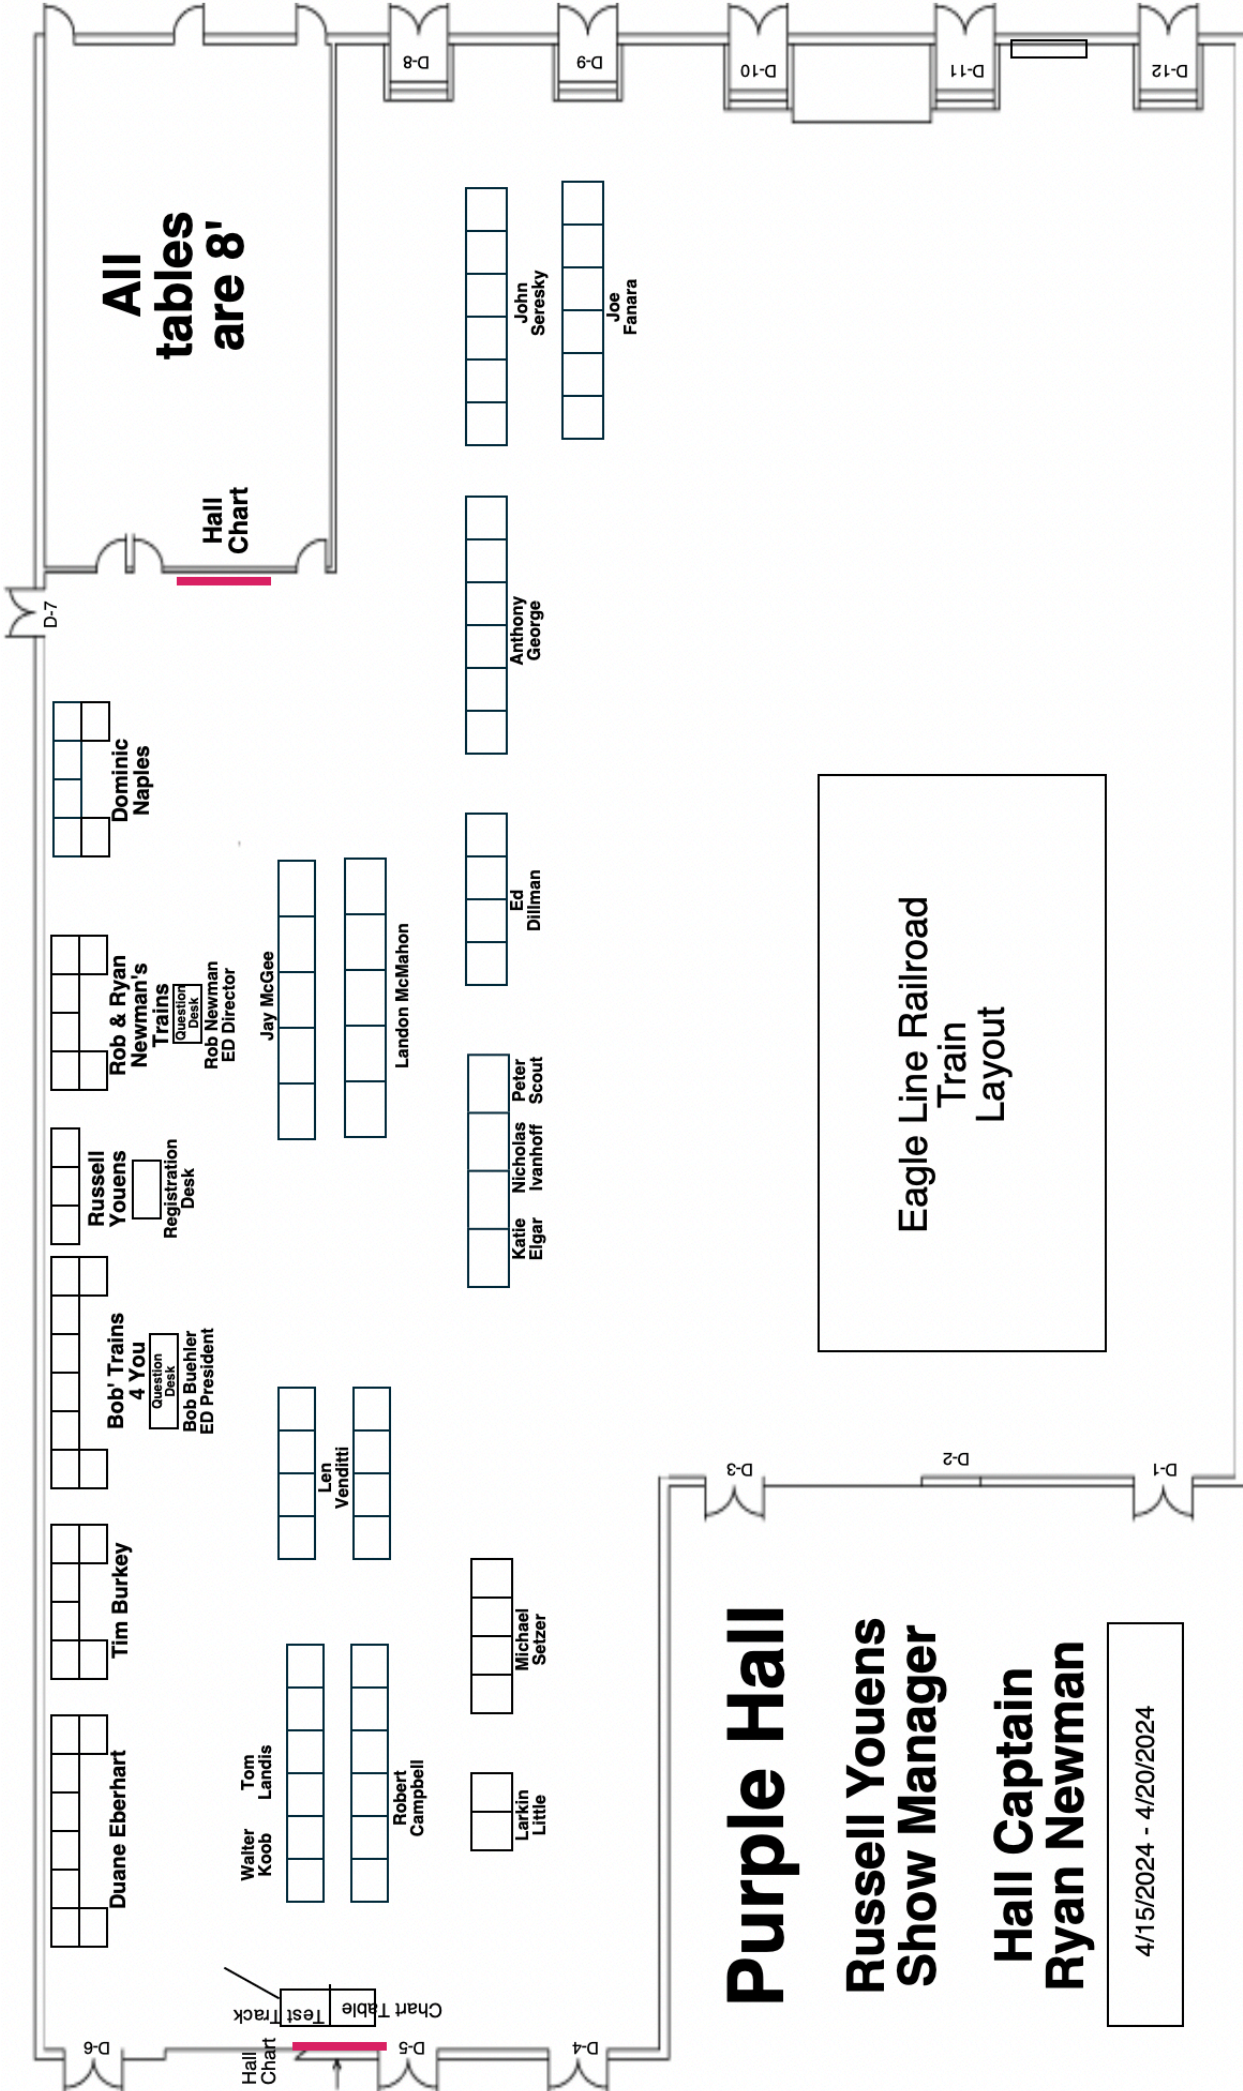 D-8
D-9
D-10
D-11
D-12
All
tables
are 8'
Hall
Chart
D-7
John
Seresky
Joe
Fanara
Anthony
George
Dominic
Naples
Ed
Dillman
Rob & Ryan
Newman's
Trains
Question
Desk
Rob Newman
ED Director
Jay McGee
Landon McMahon
Peter
Scout
Nicholas
Ivanhoff
Katie
Elgar
Russell
Youens
Registration
Desk
Bob' Trains
4 You
Question
Desk
Bob Buehler
ED President
Len
Venditti
Eagle Line Railroad
Train
Layout
D-3
D-2
D-1
Tim Burkey
Michael
Setzer
Duane Eberhart
Tom
Landis
Walter
Koob
Robert
Campbell
Larkin
Little
Test Track
Chart Table
Hall
Chart
D-6
D-5
D-4
Purple Hall
Russell Youens
Show Manager
Hall Captain
Ryan Newman
4/15/2024 - 4/20/2024